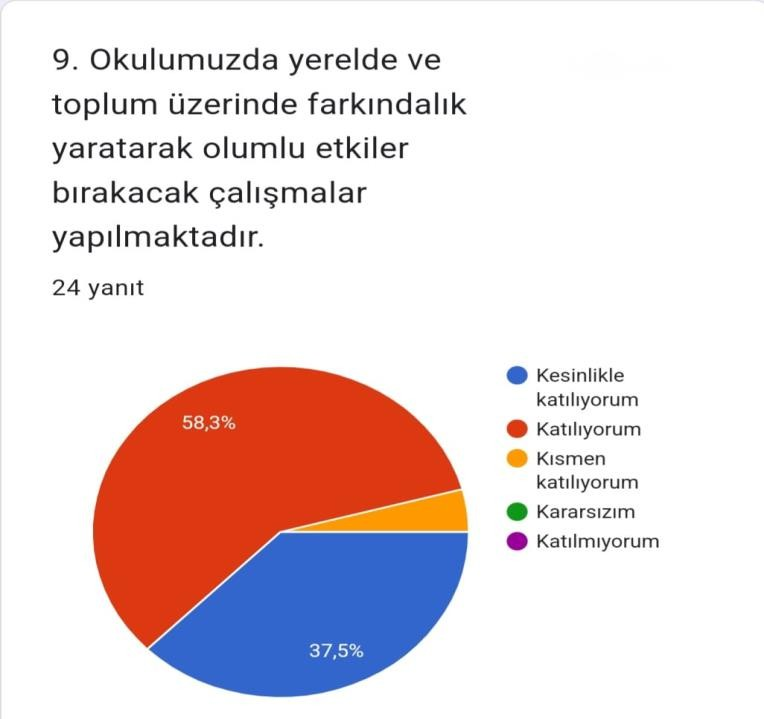 9. Okulumuzda yerelde ve
toplum üzerinde farkındalık
yaratarak olumlu etkiler
bırakacak çalışmalar
yapılmaktadır.
24 yanıt
58,3%
37,5%
Kesinlikle
katılıyorum
Katılıyorum
Kısmen
katılıyorum
Kararsızım
Katılmıyorum